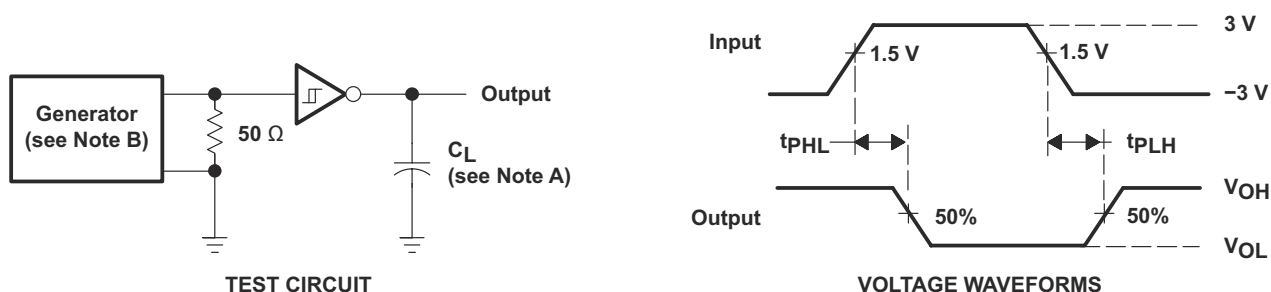 Generator
(see Note B)
50 Ω
Output
CL
(see Note A)
TEST CIRCUIT
Input
3 V
1.5 V
1.5 V
−3 V
tPHL
tPLH
Output
VOH
50%
50%
VOL
VOLTAGE WAVEFORMS